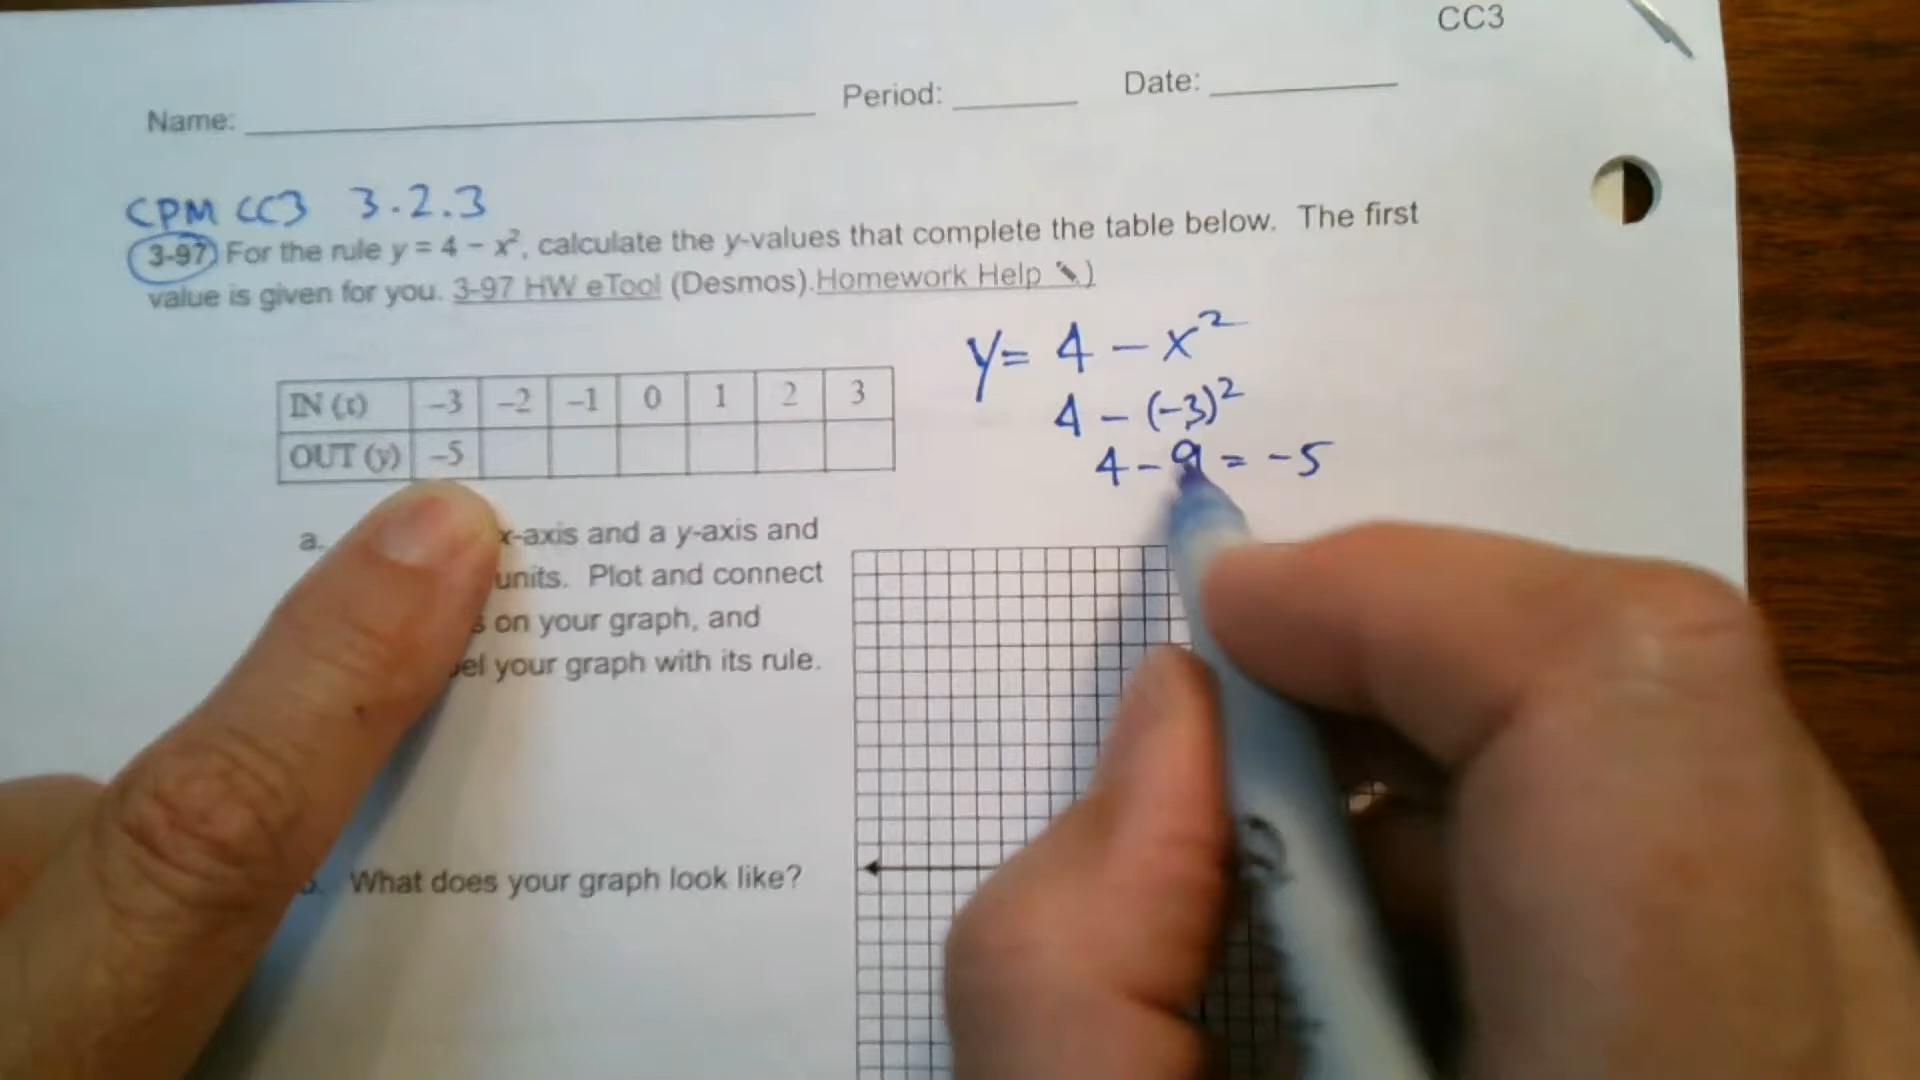 CC3
Name: Period: Date:
CPM CC3 3.2.3
3-97 For the rule y = 4 – x², calculate the y-values that complete the table below. The first
value is given for you. 3-97 HW eTool (Desmos).Homework Help ✎)
y = 4 – x²
4 – (–3)²
4 – 9 = –5
IN (x) –3 –2 –1 0 1 2 3
OUT (y) –5
a. x-axis and a y-axis and
units. Plot and connect
on your graph, and
your graph with its rule.
What does your graph look like?